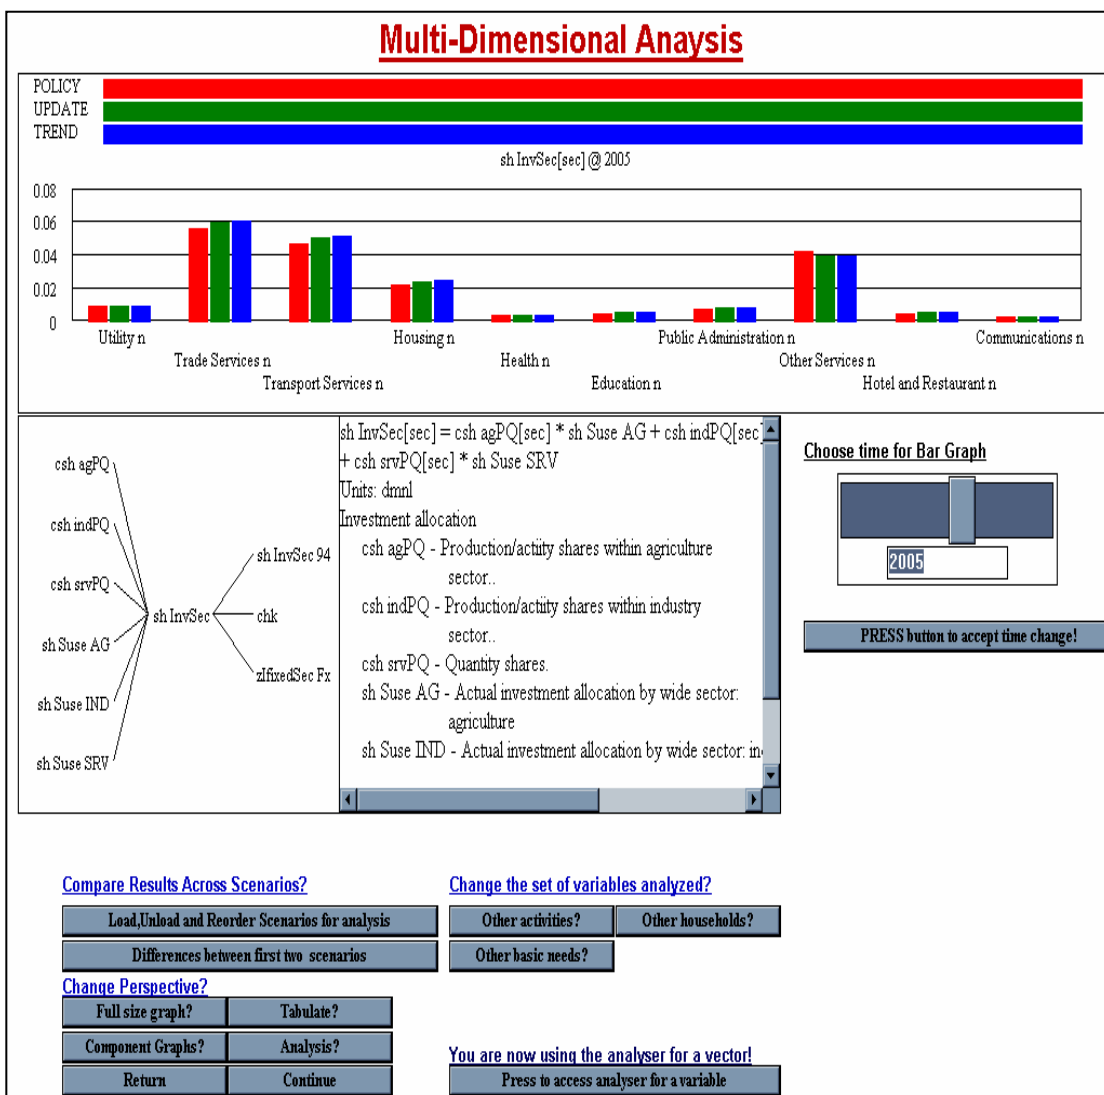 Multi-Dimensional Anaysis
POLICY
UPDATE
TREND
sh InvSec[sec] @ 2005
0.08
0.06
0.04
0.02
0
Utility n
Housing n
Public Administration n
Communications n
Trade Services n
Health n
Other Services n
Transport Services n
Education n
Hotel and Restaurant n
csh agPQ
csh indPQ
csh srvPQ
sh Suse AG
sh Suse IND
sh Suse SRV
sh InvSec
sh InvSec 94
chk
zIfixedSec Fx
sh InvSec[sec] = csh agPQ[sec] * sh Suse AG + csh indPQ[sec]
+ csh srvPQ[sec] * sh Suse SRV
Units: dmnl
Investment allocation
csh agPQ - Production/actiity shares within agriculture
sector..
csh indPQ - Production/actiity shares within industry
sector..
csh srvPQ - Quantity shares.
sh Suse AG - Actual investment allocation by wide sector:
agriculture
sh Suse IND - Actual investment allocation by wide sector:
Choose time for Bar Graph
2005
PRESS button to accept time change!
Compare Results Across Scenarios?
Load,Unload and Reorder Scenarios for analysis
Differences between first two scenarios
Change the set of variables analyzed?
Other activities? Other households?
Other basic needs?
Change Perspective?
Full size graph? Tabulate?
Component Graphs? Analysis?
Return Continue
You are now using the analyser for a vector!
Press to access analyser for a variable